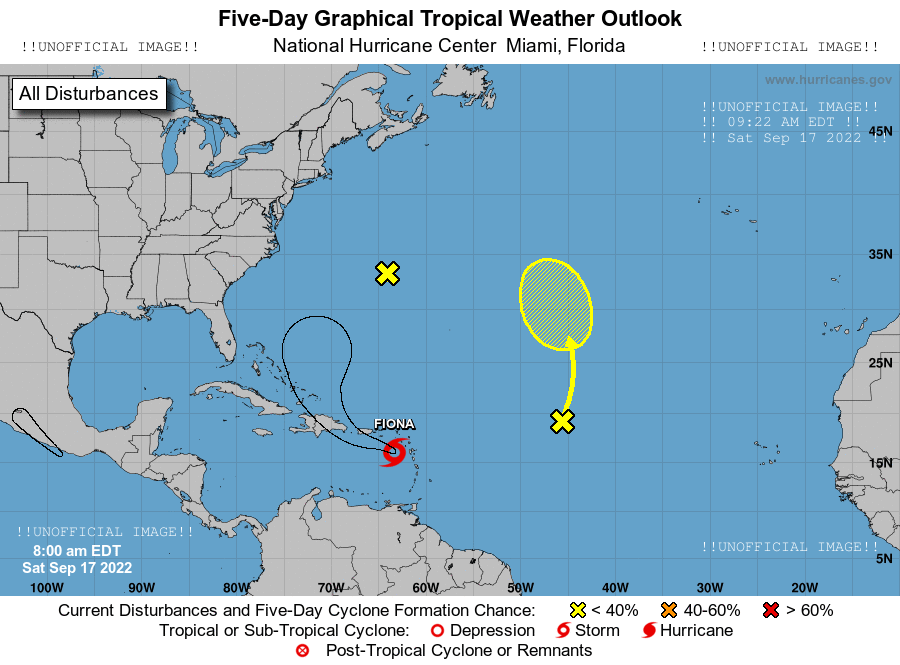 Five-Day Graphical Tropical Weather Outlook
!!UNOFFICIAL IMAGE!! National Hurricane Center Miami, Florida !!UNOFFICIAL IMAGE!!
All Disturbances
www.hurricanes.gov
!!UNOFFICIAL IMAGE!!
!! 09:22 AM EDT !!
!! Sat Sep 17 2022 !!
45N
35N
25N
FIONA
15N
!!UNOFFICIAL IMAGE!!
8:00 am EDT
Sat Sep 17 2022
!!UNOFFICIAL IMAGE!!
5N
100W 90W 80W 70W 60W 50W 40W 30W 20W
Current Disturbances and Five-Day Cyclone Formation Chance: < 40% 40-60% > 60%
Tropical or Sub-Tropical Cyclone: Depression Storm Hurricane
Post-Tropical Cyclone or Remnants